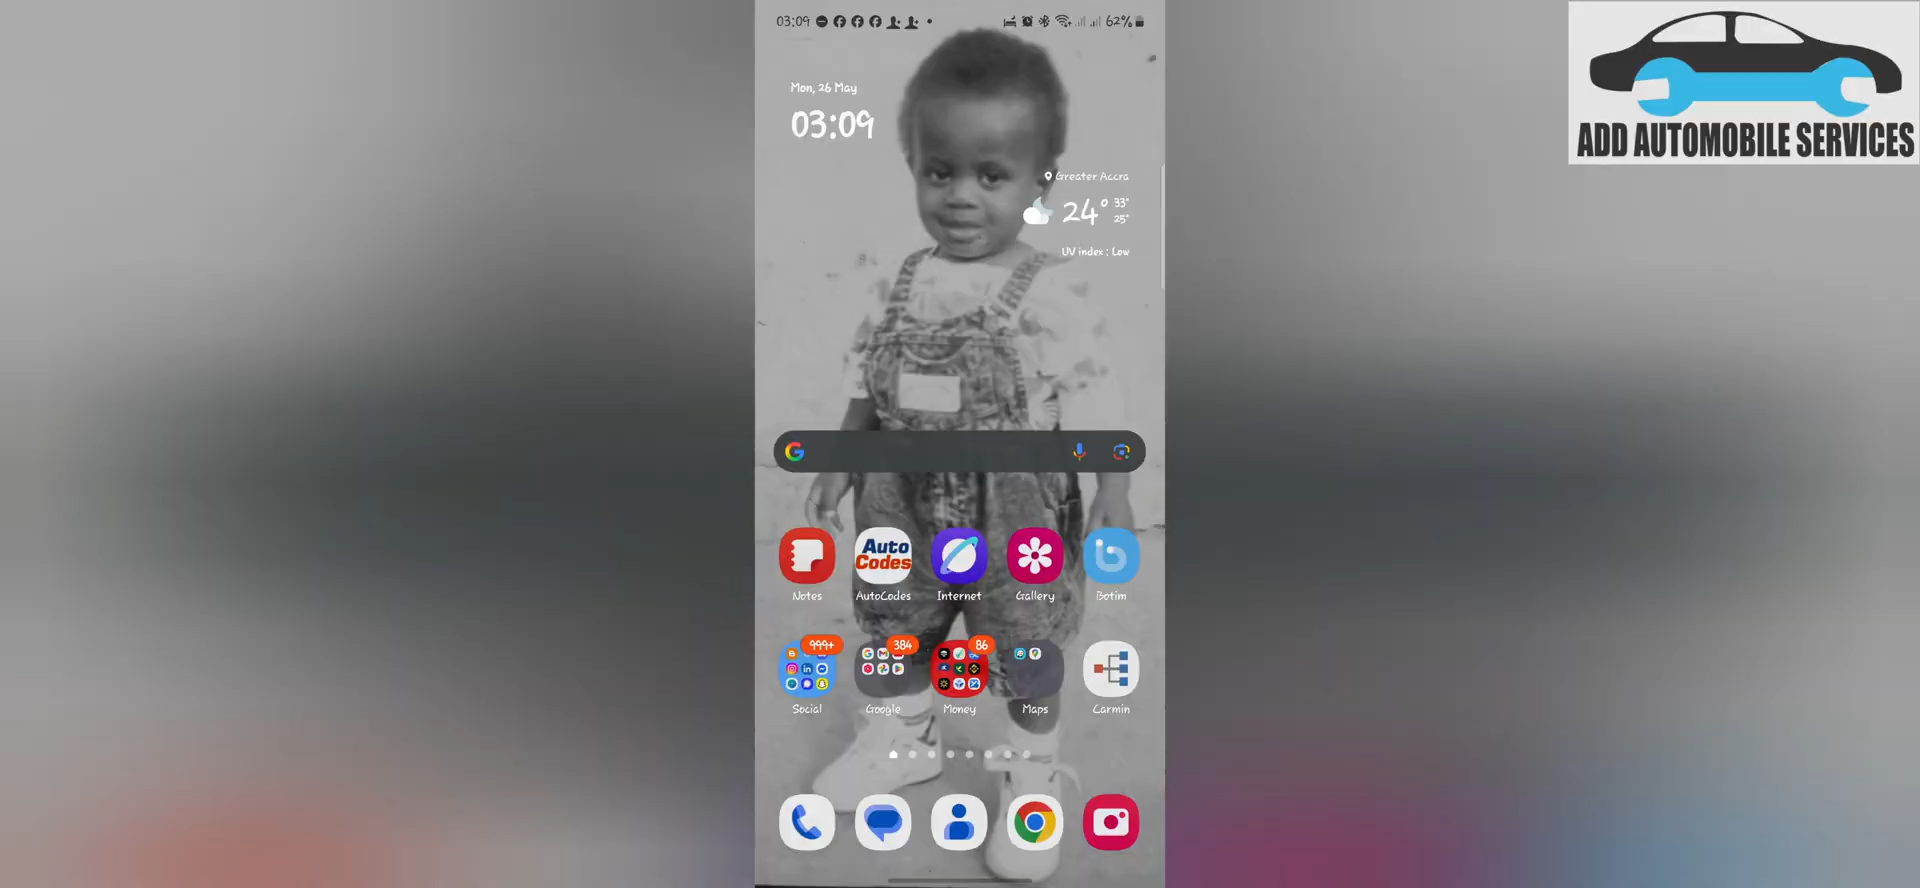 03:09
62%
ADD AUTOMOBILE SERVICES
Mon, 26 May
03:09
Greater Accra
24° 33°
25°
UV index : Low
Auto
Codes
Notes AutoCodes Internet Gallery Botim
999+ 384 86
Social Google Money Maps Carmin